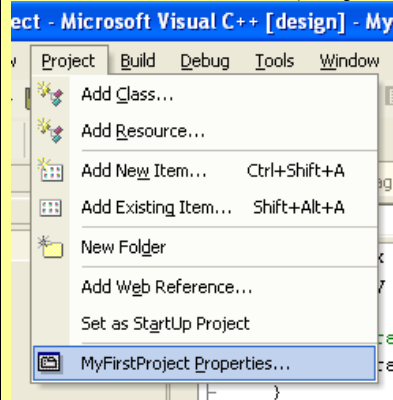 ect - Microsoft Visual C++ [design] - My
Project Build Debug Tools Window
Add Class...
Add Resource...
Add New Item... Ctrl+Shift+A
Add Existing Item... Shift+Alt+A
New Folder
Add Web Reference...
Set as StartUp Project
MyFirstProject Properties...
}